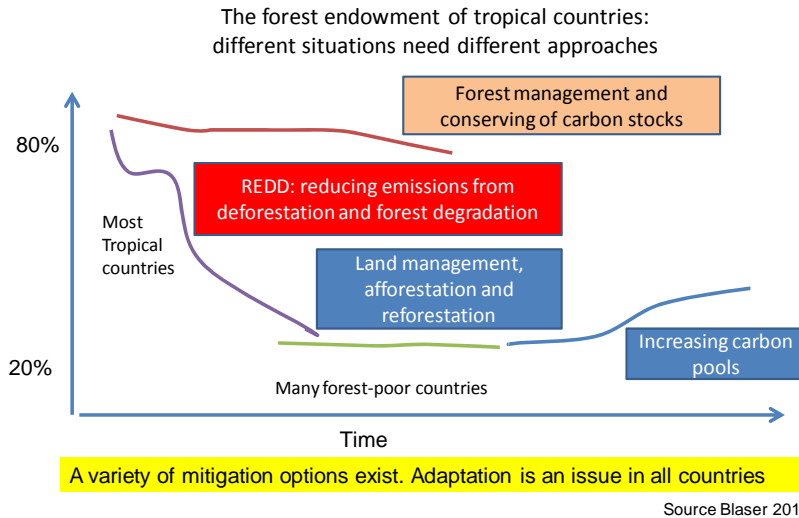 The forest endowment of tropical countries:
different situations need different approaches
Forest management and
conserving of carbon stocks
80%
REDD: reducing emissions from
deforestation and forest degradation
Most
Tropical
countries
Land management,
afforestation and
reforestation
Increasing carbon
pools
20%
Many forest-poor countries
Time
A variety of mitigation options exist. Adaptation is an issue in all countries
Source Blaser 201